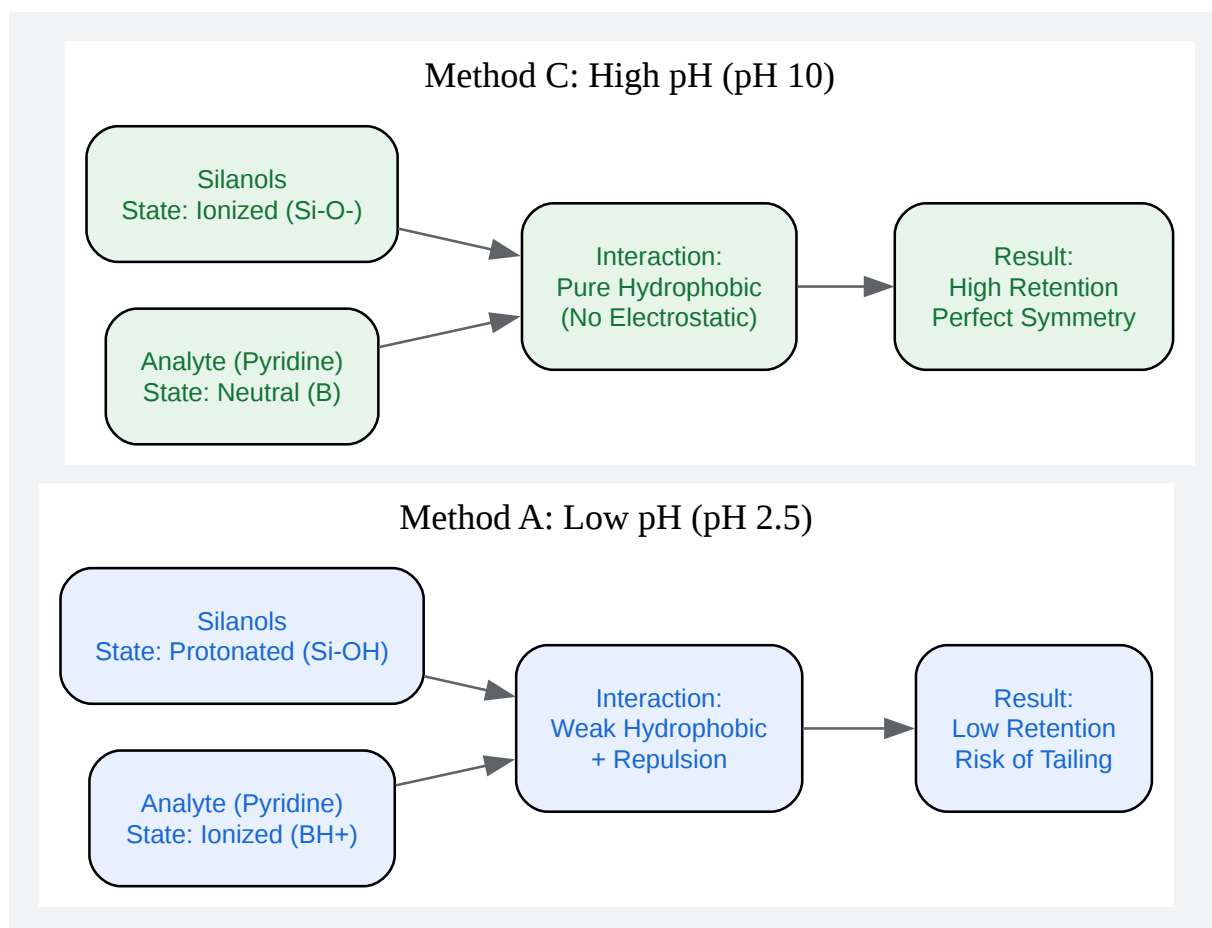 Method C: High pH (pH 10)
Silanols
State: Ionized (Si-O-)
Analyte (Pyridine)
State: Neutral (B)
Interaction:
Pure Hydrophobic
(No Electrostatic)
Result:
High Retention
Perfect Symmetry
Method A: Low pH (pH 2.5)
Silanols
State: Protonated (Si-OH)
Analyte (Pyridine)
State: Ionized (BH+)
Interaction:
Weak Hydrophobic
+ Repulsion
Result:
Low Retention
Risk of Tailing